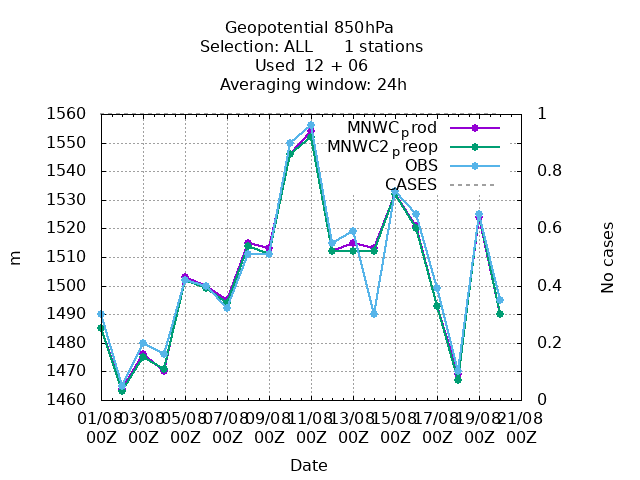 Geopotential 850hPa
Selection: ALL 1 stations
Used 12 + 06
Averaging window: 24h
1560
1550
1540
1530
1520
1510
1500
1490
1480
1470
1460
m
1
0.8
0.6
0.4
0.2
0
No cases
MNWC_prod
MNWC2_preop
OBS
CASES
01/08 03/08 05/08 07/08 09/08 11/08 13/08 15/08 17/08 19/08 21/08
00Z 00Z 00Z 00Z 00Z 00Z 00Z 00Z 00Z 00Z 00Z
Date